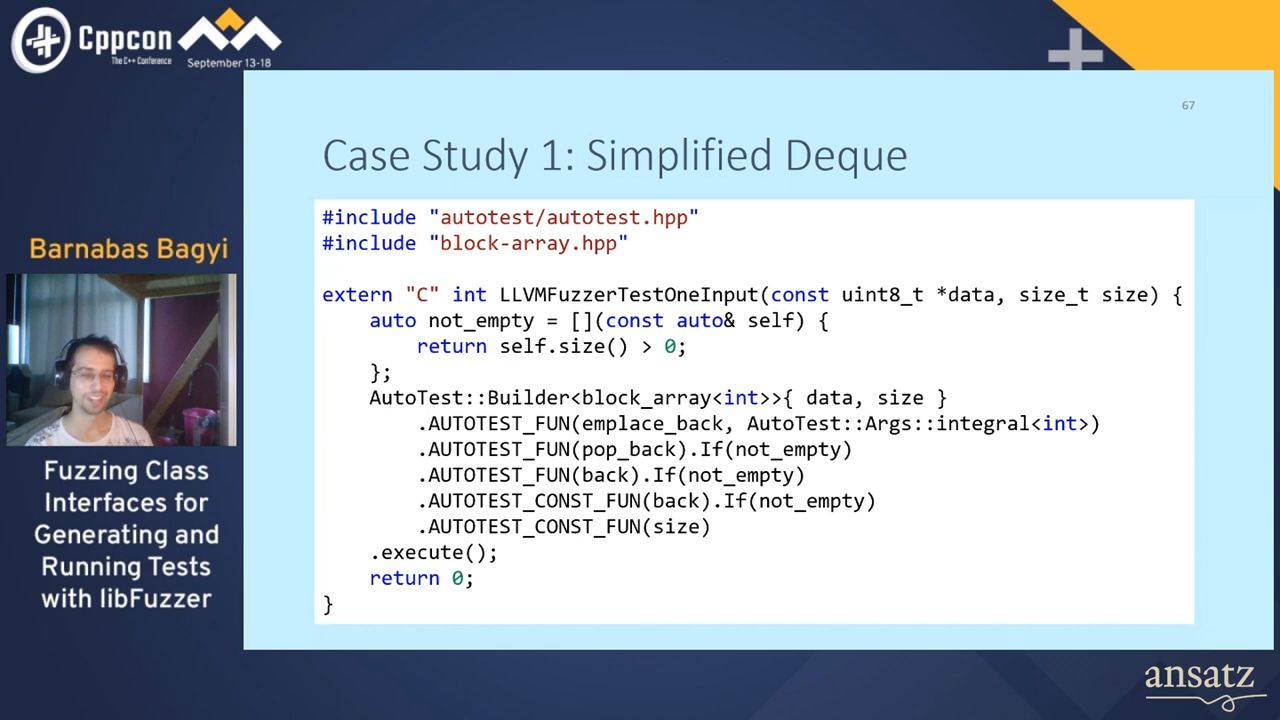 Cppcon
The C++ Conference
September 13-18
67
Case Study 1: Simplified Deque
#include "autotest/autotest.hpp"
#include "block-array.hpp"
extern "C" int LLVMFuzzerTestOneInput(const uint8_t *data, size_t size) {
    auto not_empty = [](const auto& self) {
        return self.size() > 0;
    };
    AutoTest::Builder<block_array<int>>{ data, size }
        .AUTOTEST_FUN(emplace_back, AutoTest::Args::integral<int>)
        .AUTOTEST_FUN(pop_back).If(not_empty)
        .AUTOTEST_FUN(back).If(not_empty)
        .AUTOTEST_CONST_FUN(back).If(not_empty)
        .AUTOTEST_CONST_FUN(size)
    .execute();
    return 0;
}
Barnabas Bagyi
Fuzzing Class
Interfaces for
Generating and
Running Tests
with libFuzzer
ansatz